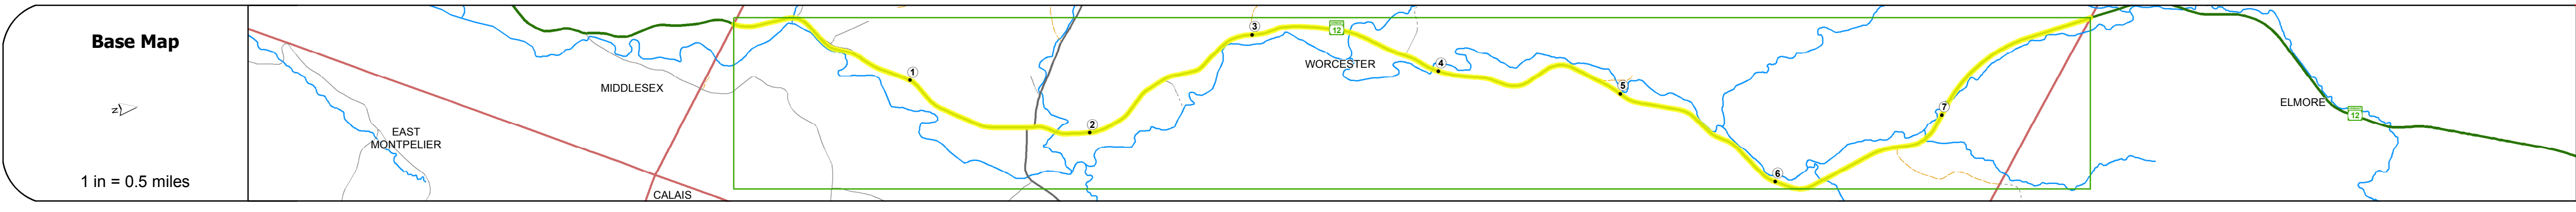 Base Map
N
1 in = 0.5 miles
EAST
MONTPELIER
MIDDLESEX
CALAIS
1
2
3
12
WORCESTER
4
5
6
7
ELMORE
12